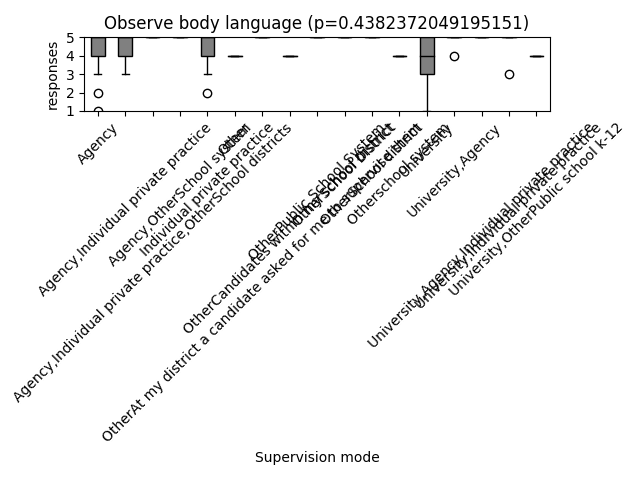 Observe body language (p=0.4382372049195151)
responses
5
4
3
2
1
Agency
Agency,Individual private practice
Agency,Individual private practice,OtherSchool districts
Agency,OtherSchool system
Individual private practice
Other
OtherAt my district a candidate asked for me to supervise them
OtherCandidates within my school district
OtherPublic School System
OtherSchool District
OtherSchool district
Otherschool system
University
University,Agency
University,Agency,Individual private practice
University,Individual private practice
University,OtherPublic school k-12
Supervision mode